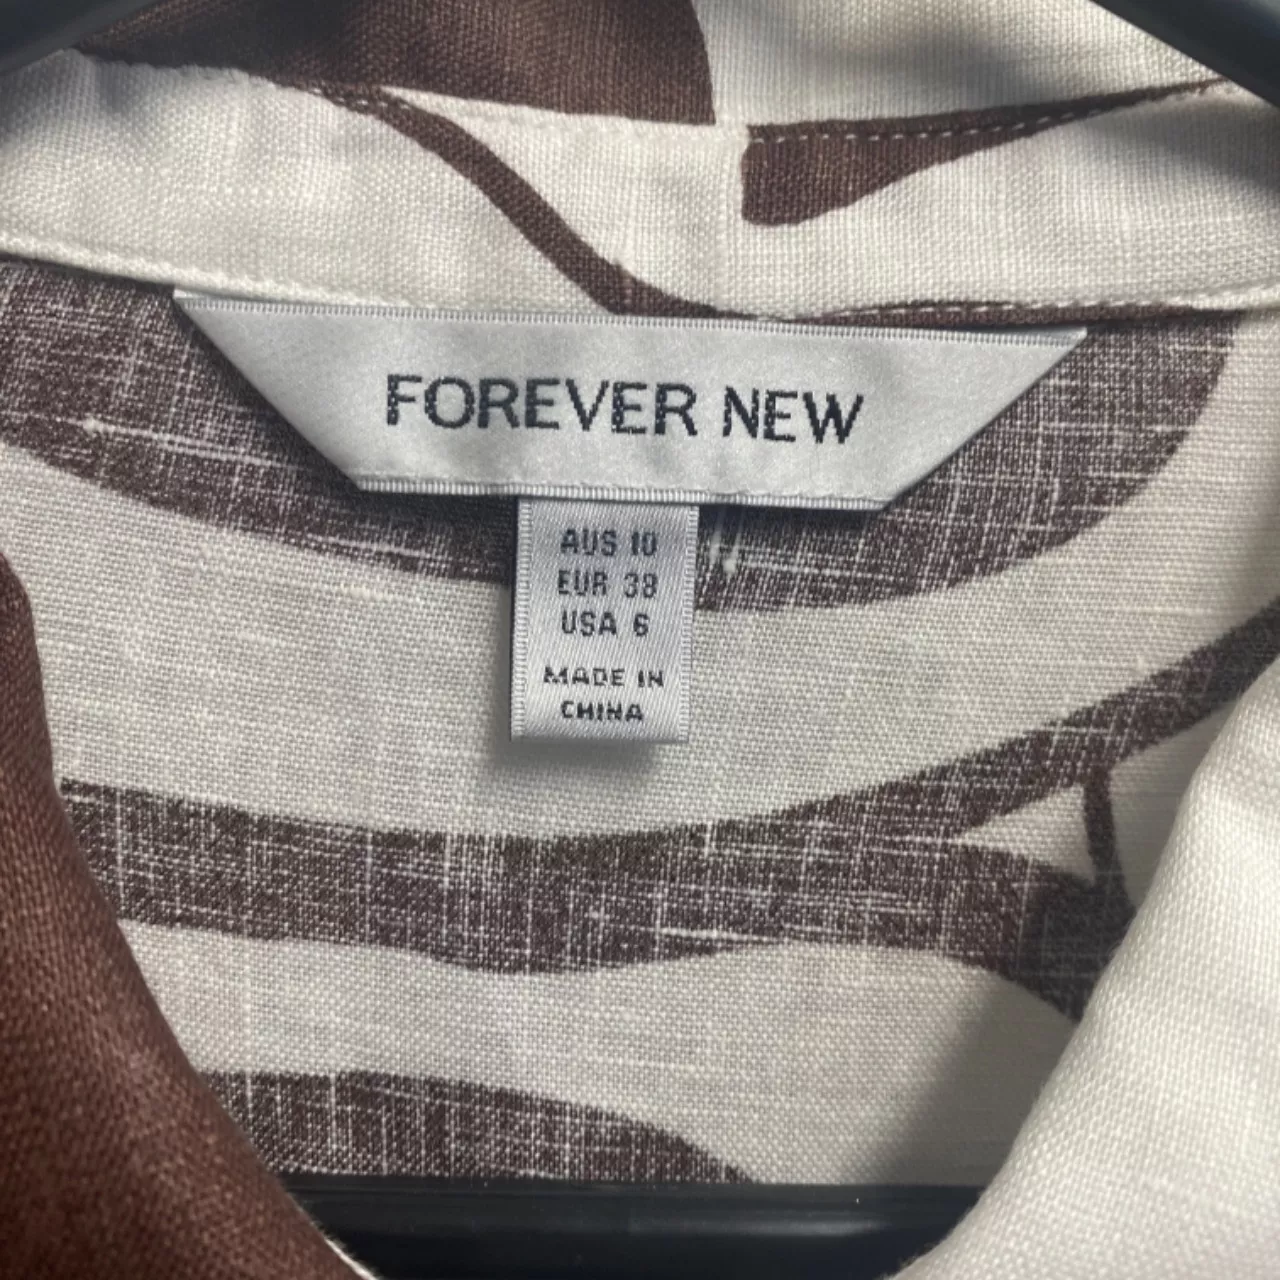 FOREVER NEW
AUS 10
EUR 38
USA 6
MADE IN
CHINA